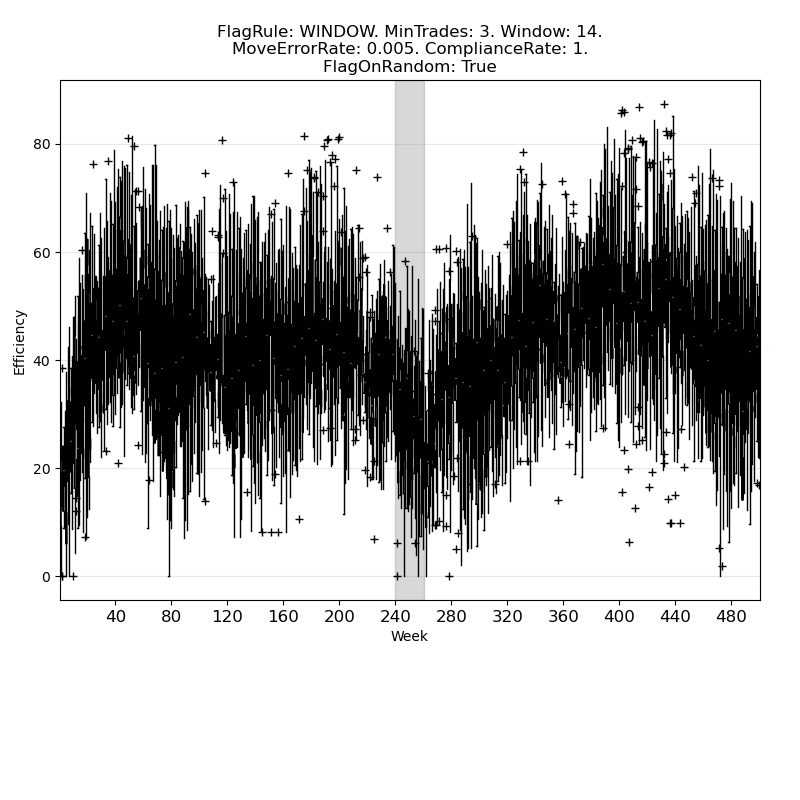 FlagRule: WINDOW. MinTrades: 3. Window: 14.
MoveErrorRate: 0.005. ComplianceRate: 1.
FlagOnRandom: True
80
60
40
20
0
Efficiency
40 80 120 160 200 240 280 320 360 400 440 480
Week